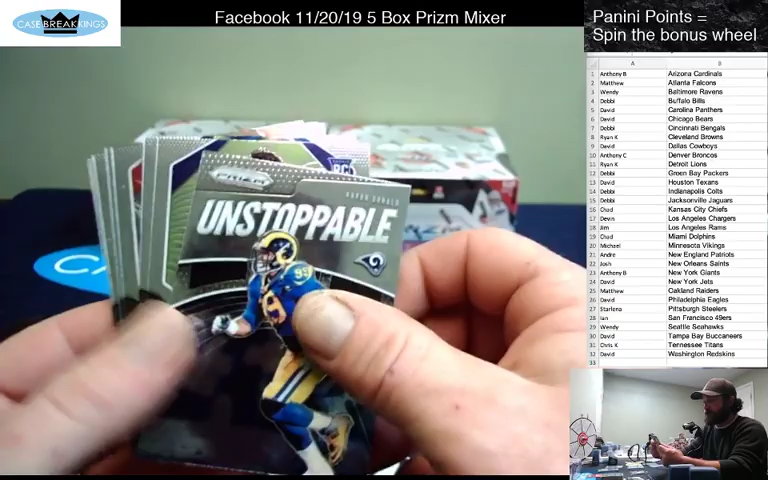 Facebook 11/20/19 5 Box Prizm Mixer
CASE BREAK KINGS
Panini Points =
Spin the bonus wheel
A B
1 Anthony B Arizona Cardinals
2 Matthew Atlanta Falcons
3 Wendy Baltimore Ravens
4 Debbi Buffalo Bills
5 David Carolina Panthers
6 David Chicago Bears
7 Debbi Cincinnati Bengals
8 Ryan K Cleveland Browns
9 David Dallas Cowboys
10 Anthony C Denver Broncos
11 Ryan K Detroit Lions
12 Debbi Green Bay Packers
13 David Houston Texans
14 Debbi Indianapolis Colts
15 Debbi Jacksonville Jaguars
16 Chad Kansas City Chiefs
17 Devin Los Angeles Chargers
18 Jim Los Angeles Rams
19 Chad Miami Dolphins
20 Michael Minnesota Vikings
21 Andre New England Patriots
22 Josh New Orleans Saints
23 Anthony B New York Giants
24 David New York Jets
25 Matthew Oakland Raiders
26 David Philadelphia Eagles
27 Starleno Pittsburgh Steelers
28 Ian San Francisco 49ers
29 Wendy Seattle Seahawks
30 David Tampa Bay Buccaneers
31 Chris K Tennessee Titans
32 David Washington Redskins
33
PRIZM
AARON DONALD
UNSTOPPABLE
99
RC
C